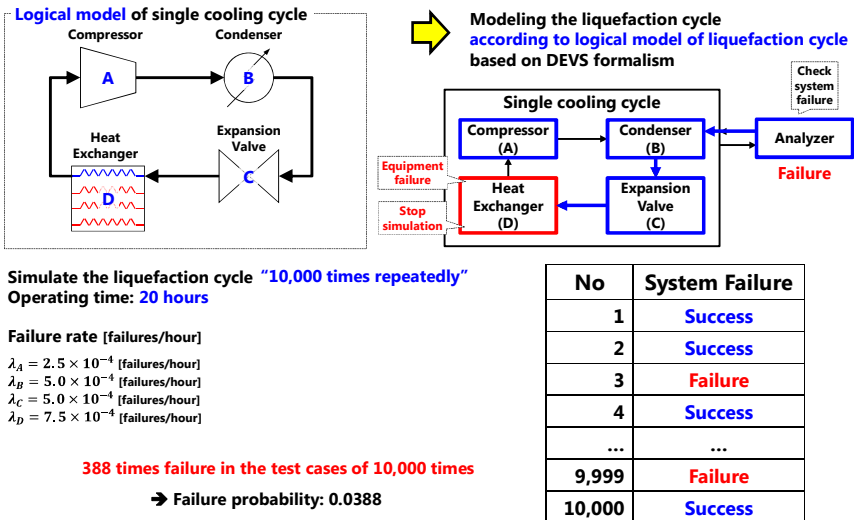 Logical model of single cooling cycle
Compressor
Condenser
A
B
Heat
Exchanger
Expansion
Valve
C
D
Modeling the liquefaction cycle
according to logical model of liquefaction cycle
based on DEVS formalism
Check
system
failure
Single cooling cycle
Compressor
(A)
Condenser
(B)
Analyzer
Failure
Equipment
failure
Heat
Exchanger
(D)
Expansion
Valve
(C)
Stop
simulation
Simulate the liquefaction cycle “10,000 times repeatedly”
Operating time: 20 hours
Failure rate [failures/hour]
λ_A = 2.5 × 10⁻⁴ [failures/hour]
λ_B = 5.0 × 10⁻⁴ [failures/hour]
λ_C = 5.0 × 10⁻⁴ [failures/hour]
λ_D = 7.5 × 10⁻⁴ [failures/hour]
388 times failure in the test cases of 10,000 times
➔ Failure probability: 0.0388
No System Failure
1 Success
2 Success
3 Failure
4 Success
... ...
9,999 Failure
10,000 Success